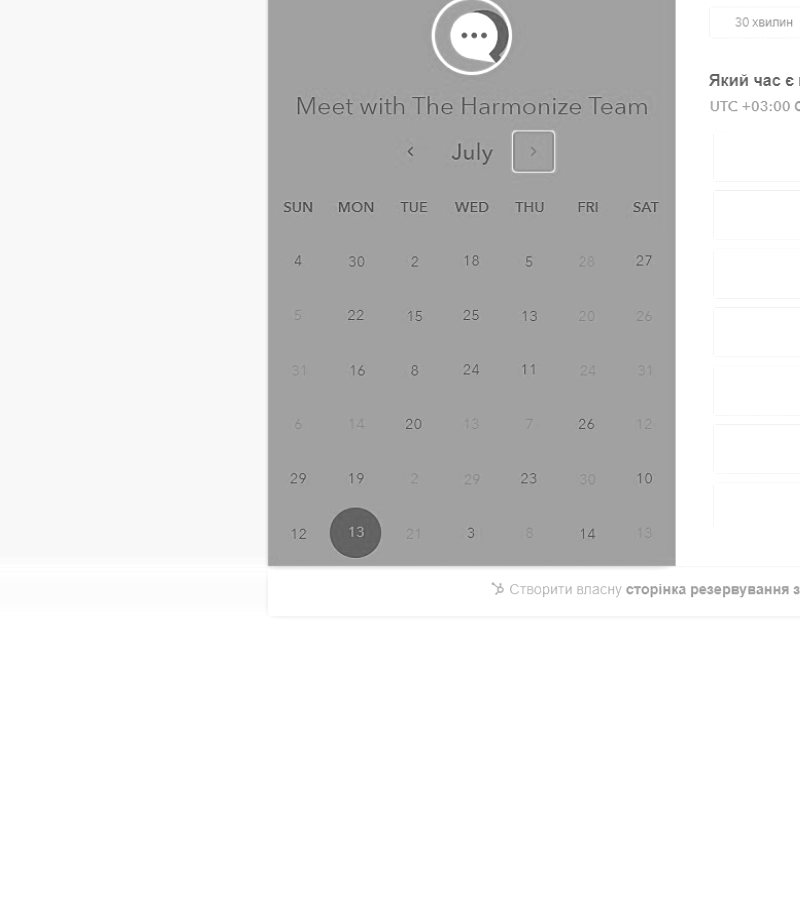 30 хвилин
Який час є
UTC +03:00
Meet with The Harmonize Team
July
SUN MON TUE WED THU FRI SAT
4 30 2 18 5 28 27
5 22 15 25 13 20 26
31 16 8 24 11 24 31
6 14 20 13 7 26 12
29 19 2 29 23 30 10
12 13 21 3 8 14 13
Створити власну сторінка резервування